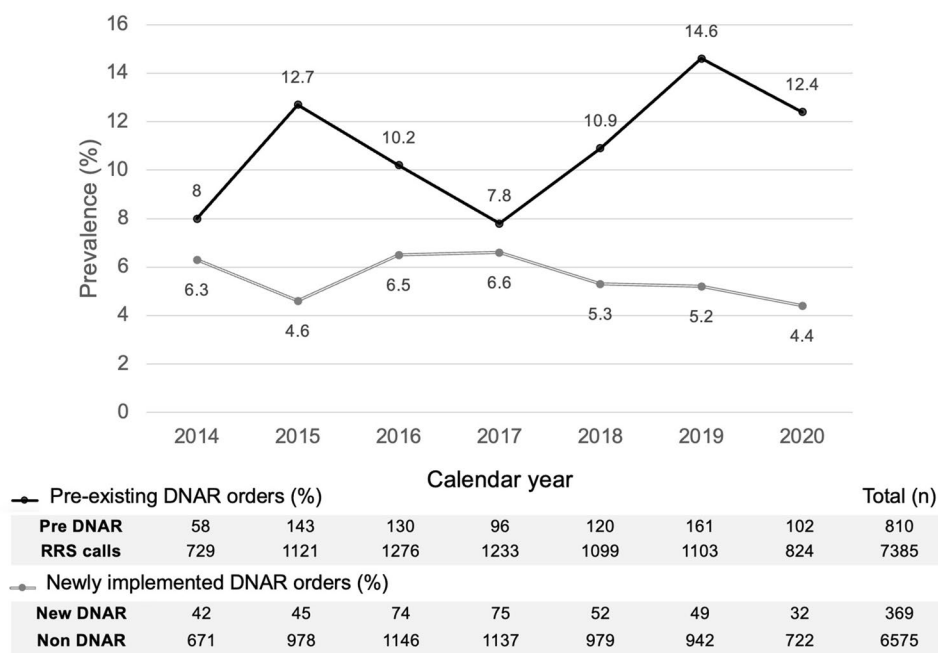 16
14.6
14
12.7
12.4
12
10.9
10.2
Prevalence (%)
10
8
7.8
8
6
6.3
6.5
6.6
5.3
5.2
4
4.6
4.4
2
0
2014 2015 2016 2017 2018 2019 2020
Calendar year
Pre-existing DNAR orders (%) Total (n)
Pre DNAR 58 143 130 96 120 161 102 810
RRS calls 729 1121 1276 1233 1099 1103 824 7385
Newly implemented DNAR orders (%)
New DNAR 42 45 74 75 52 49 32 369
Non DNAR 671 978 1146 1137 979 942 722 6575